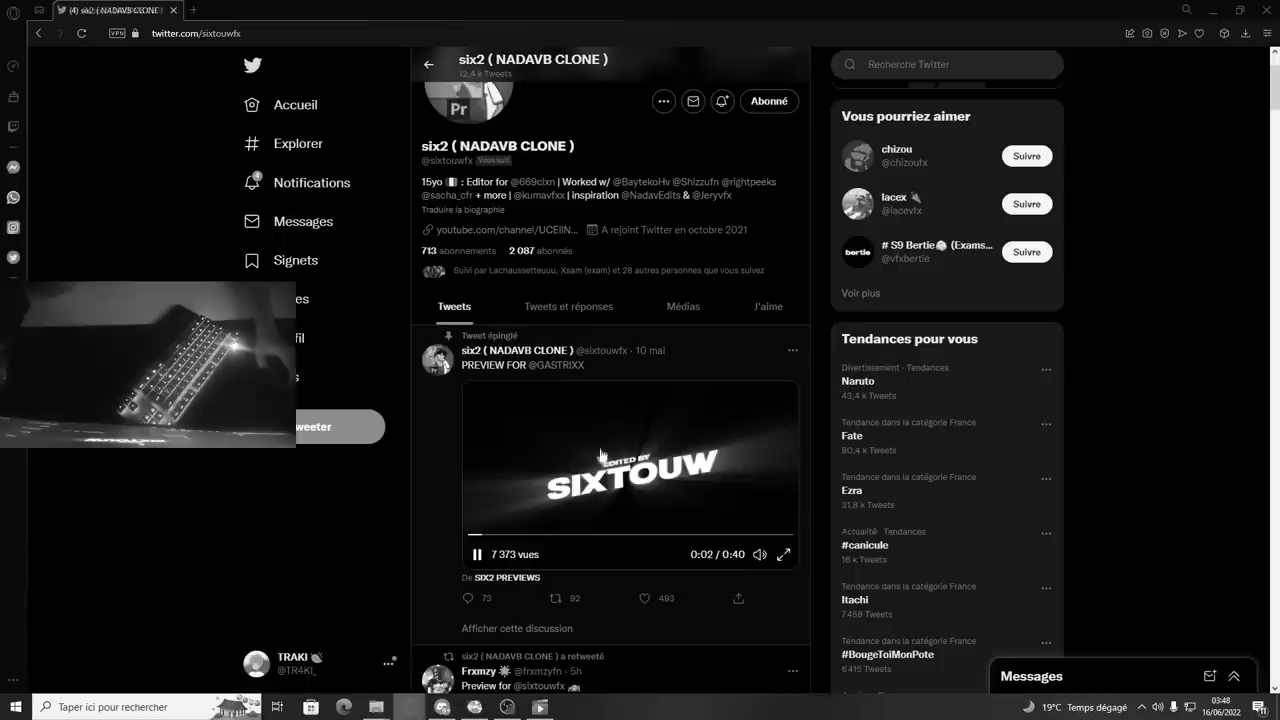 (4) six2 ( NADAVB CLONE )
VPN
twitter.com/sixtouwfx
Accueil
Explorer
4
Notifications
Messages
Signets
TRAKI
@TR4KI_
six2 ( NADAVB CLONE )
12,4 k Tweets
Pr
Abonné
six2 ( NADAVB CLONE )
@sixtouwfx Vous suit
15yo : Editor for @669clxn | Worked w/ @BaytekoHv @Shizzufn @rightpeeks
@sacha_cfr + more | @kumavfxx | inspiration @NadavEdits & @Jeryvfx
Traduire la biographie
youtube.com/channel/UCEllN... A rejoint Twitter en octobre 2021
713 abonnements 2 087 abonnés
Suivi par Lacnaussetteuuu, Xsam (exam) et 28 autres personnes que vous suivez
Tweets Tweets et réponses Médias J'aime
Tweet épinglé
six2 ( NADAVB CLONE ) @sixtouwfx · 10 mai
PREVIEW FOR @GASTRIXX
EDITED BY
SIXTOUW
7 373 vues 0:02 / 0:40
De SIX2 PREVIEWS
73 92 493
Afficher cette discussion
six2 ( NADAVB CLONE ) a retweeté
Frxmzy @frxmzyfn · 5h
Preview for @sixtouwfx
Recherche Twitter
Vous pourriez aimer
chizou
@chizoufx
Suivre
lacex
@lacevfx
Suivre
# S9 Bertie (Exams...
@vfxbertie
bertie
Suivre
Voir plus
Tendances pour vous
Divertissement · Tendances
Naruto
43,4 k Tweets
Tendance dans la catégorie France
Fate
80,4 k Tweets
Tendance dans la catégorie France
Ezra
31,8 k Tweets
Actualité · Tendances
#canicule
16 k Tweets
Tendance dans la catégorie France
Itachi
7 458 Tweets
Tendance dans la catégorie France
#BougeToiMonPote
6 415 Tweets
Messages
Taper ici pour rechercher
19°C Temps dégagé
03:48
16/06/2022